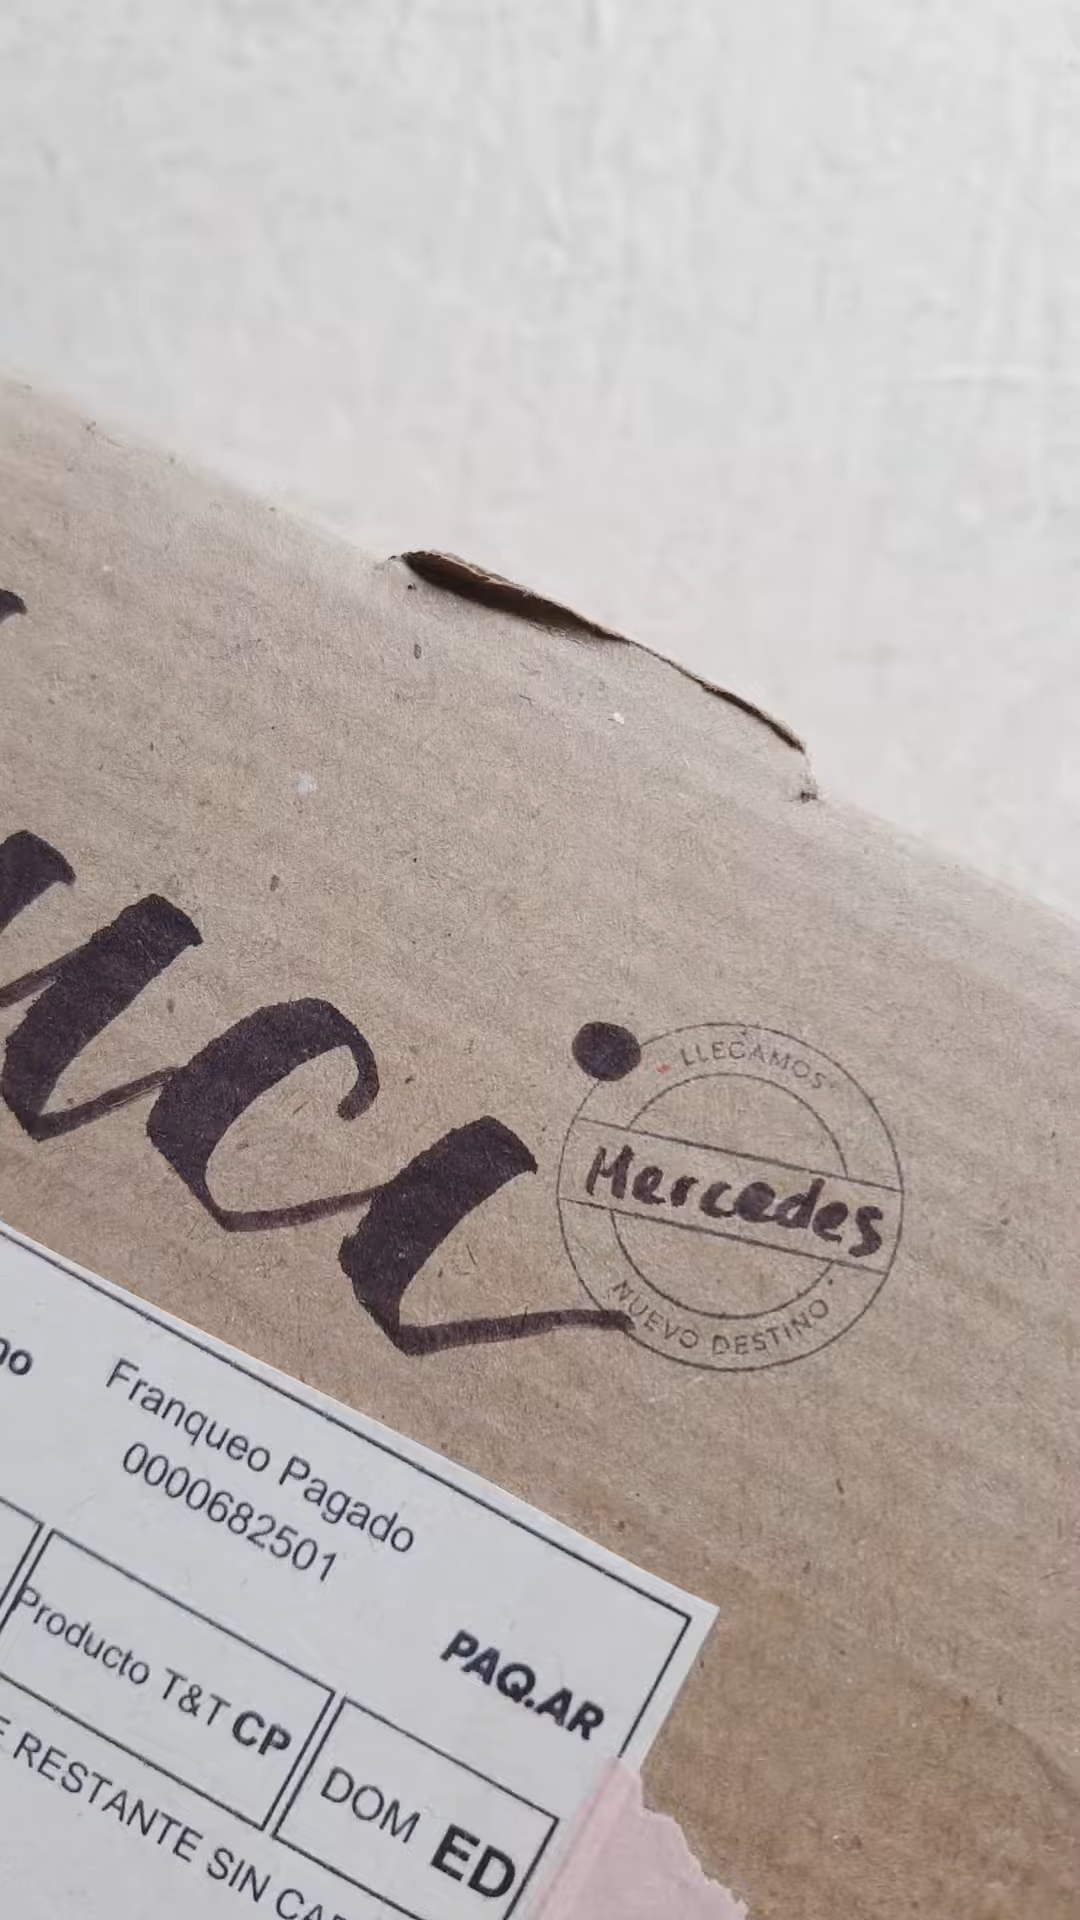 LLEGAMOS
Mercedes
NUEVO DESTINO
Franqueo Pagado
0000682501
PAQ.AR
Producto T&T CP
DOM ED
RESTANTE SIN